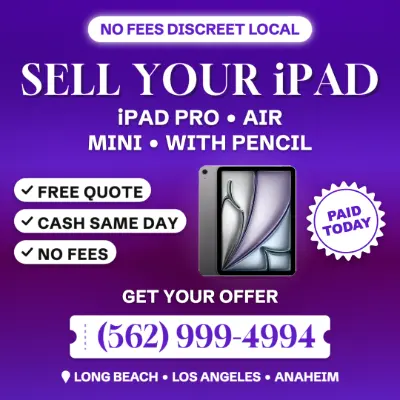 NO FEES DISCREET LOCAL
SELL YOUR iPAD
iPAD PRO • AIR
MINI • WITH PENCIL
✓ FREE QUOTE
✓ CASH SAME DAY
✓ NO FEES
PAID
TODAY
GET YOUR OFFER
(562) 999-4994
LONG BEACH • LOS ANGELES • ANAHEIM